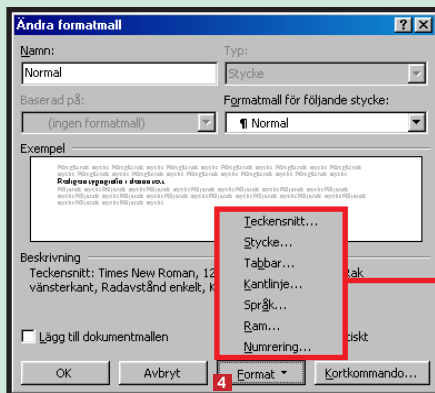 Ändra formatmall
Namn:
Typ:
Normal
Stycke
Baserad på:
Formatmall för följande stycke:
(ingen formatmall)
¶ Normal
Exempel
Teckensnitt...
Stycke...
Tabbar...
Kantlinje...
Språk...
Ram...
Numrering...
Beskrivning
Teckensnitt: Times New Roman, 12
Rak
vänsterkant, Radavstånd enkelt, K
Lägg till dokumentmallen
tiskt
OK
Avbryt
4
Format
Kortkommando...